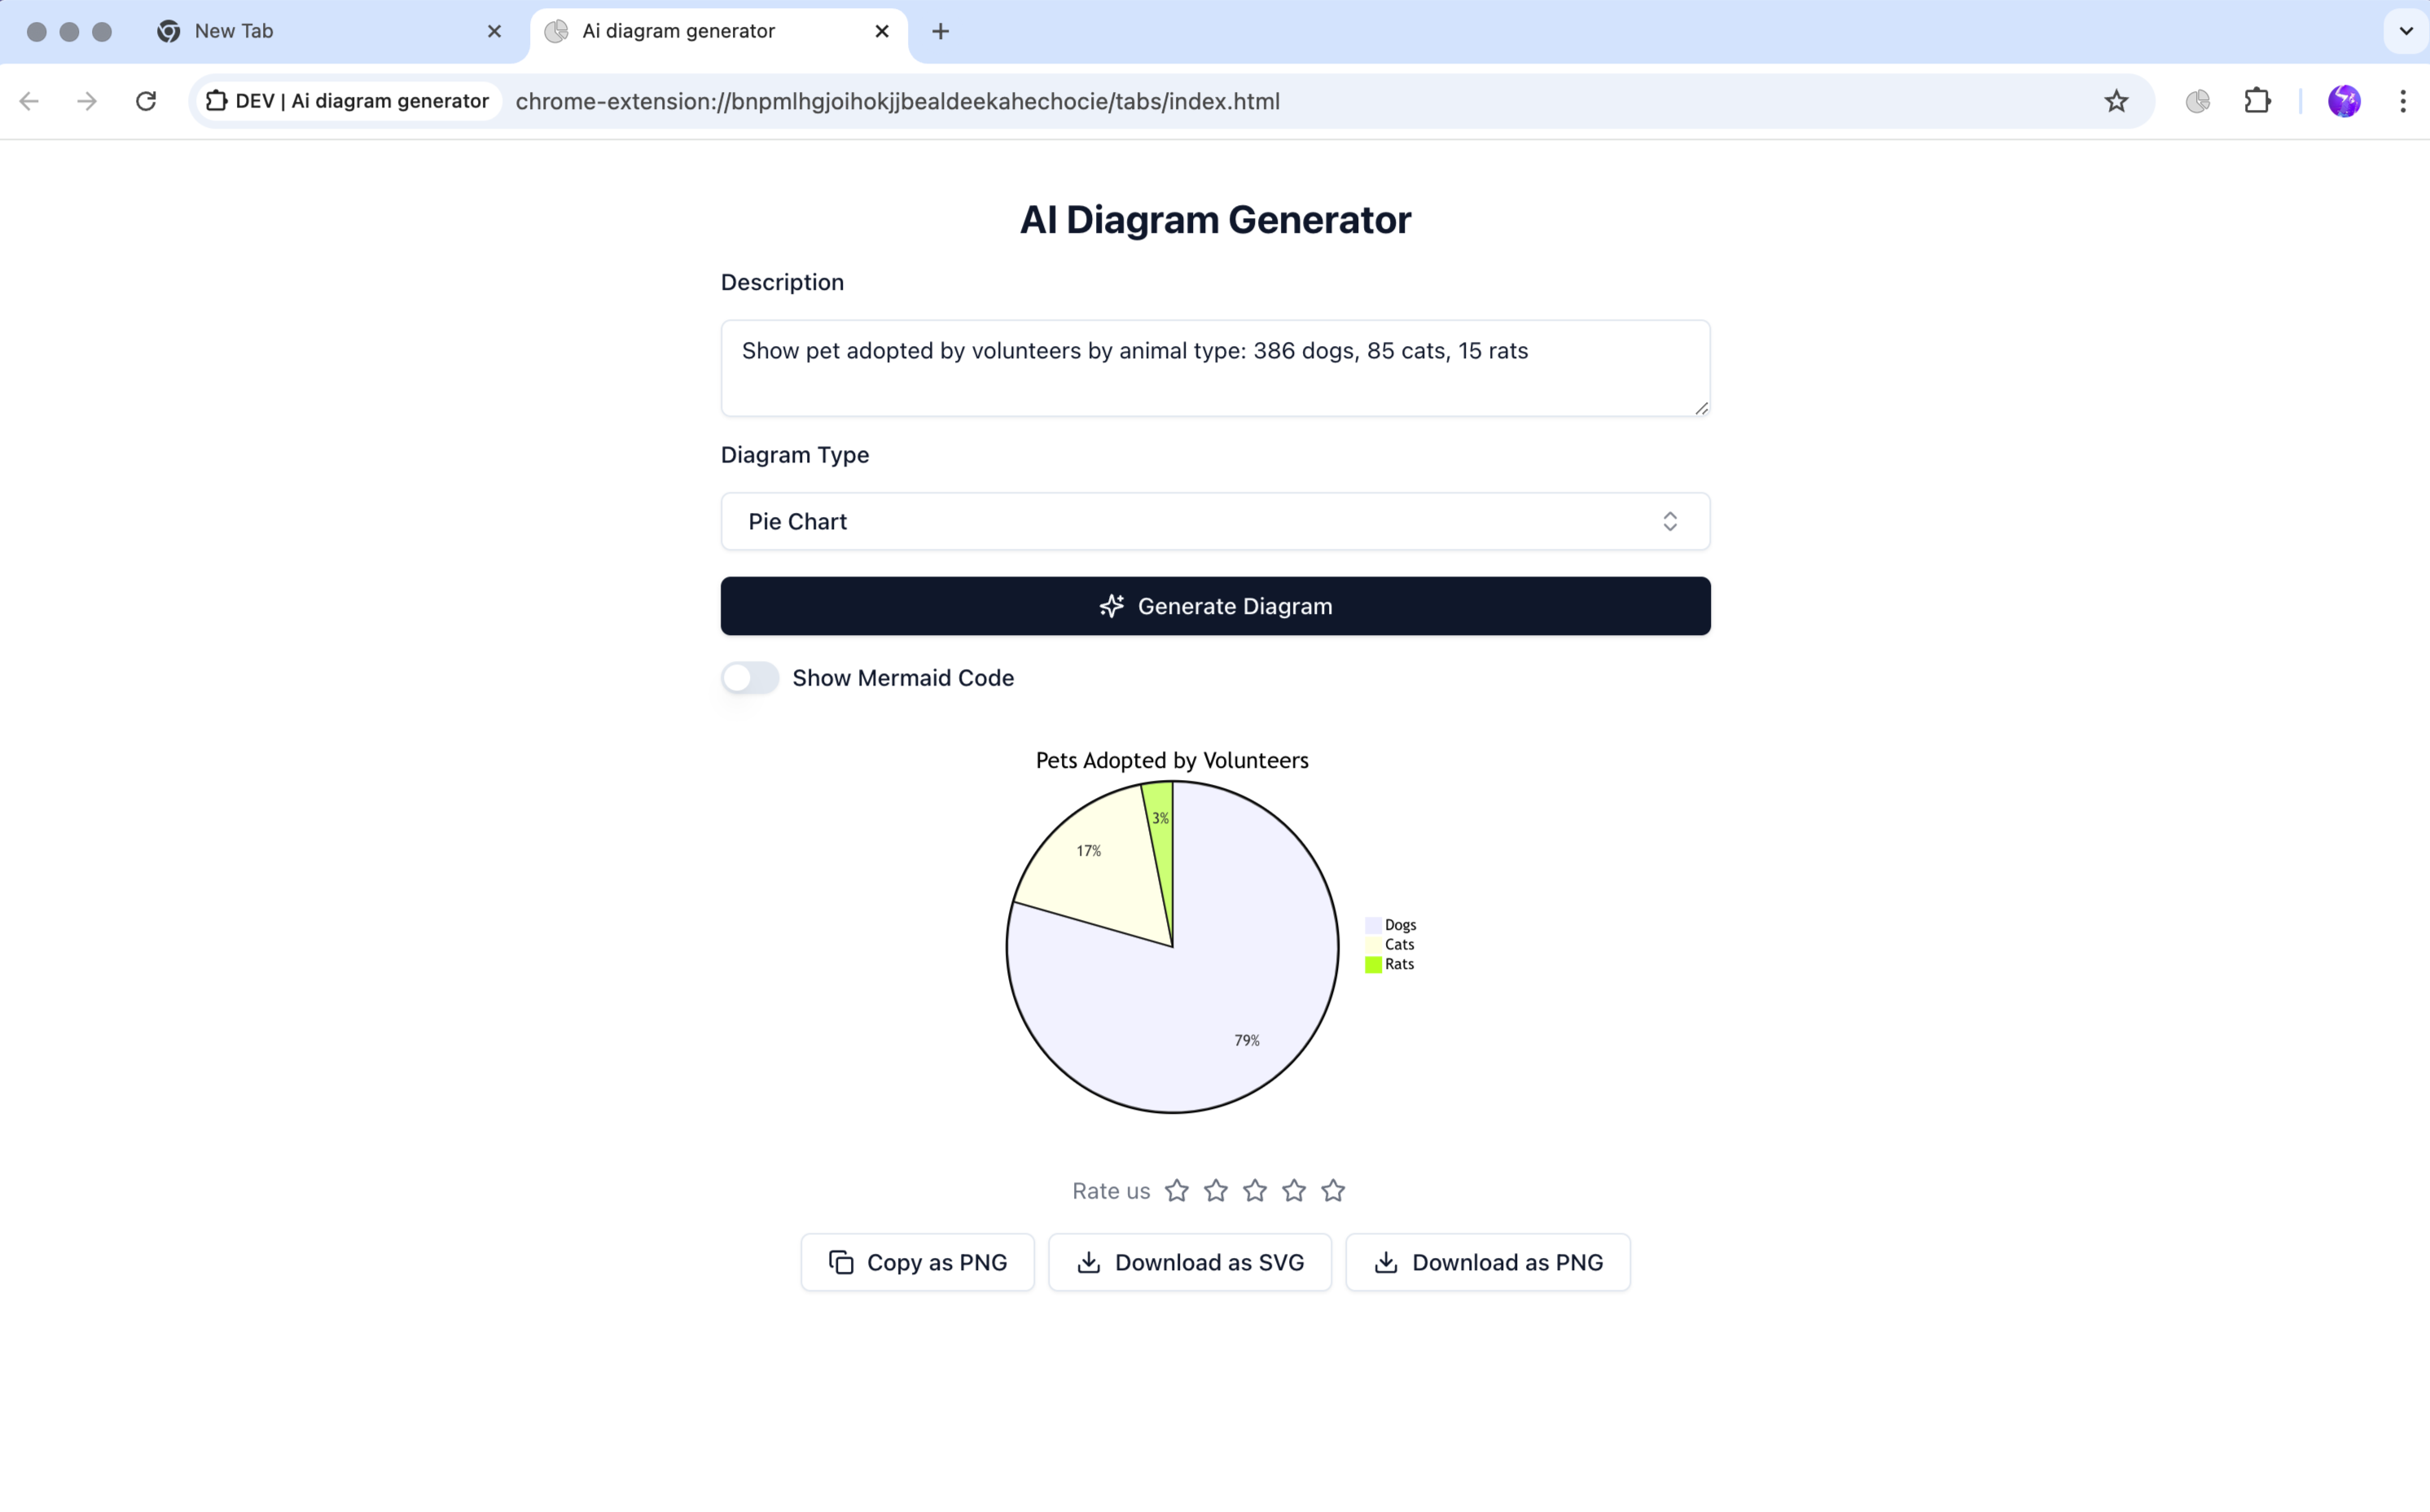 New Tab
Ai diagram generator
DEV | Ai diagram generator
chrome-extension://bnpmlhgjoihokjjbealdeekahechocie/tabs/index.html
AI Diagram Generator
Description
Show pet adopted by volunteers by animal type: 386 dogs, 85 cats, 15 rats
Diagram Type
Pie Chart
Generate Diagram
Show Mermaid Code
Pets Adopted by Volunteers
3%
17%
Dogs
Cats
Rats
79%
Rate us
Copy as PNG
Download as SVG
Download as PNG